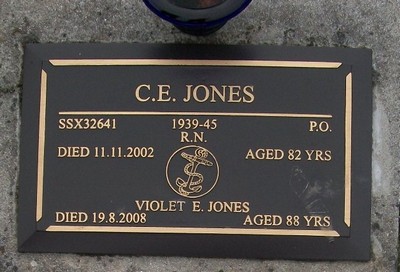 C.E. JONES
SSX32641 1939-45 P.O.
R.N.
DIED 11.11.2002 AGED 82 YRS
VIOLET E. JONES
DIED 19.8.2008 AGED 88 YRS